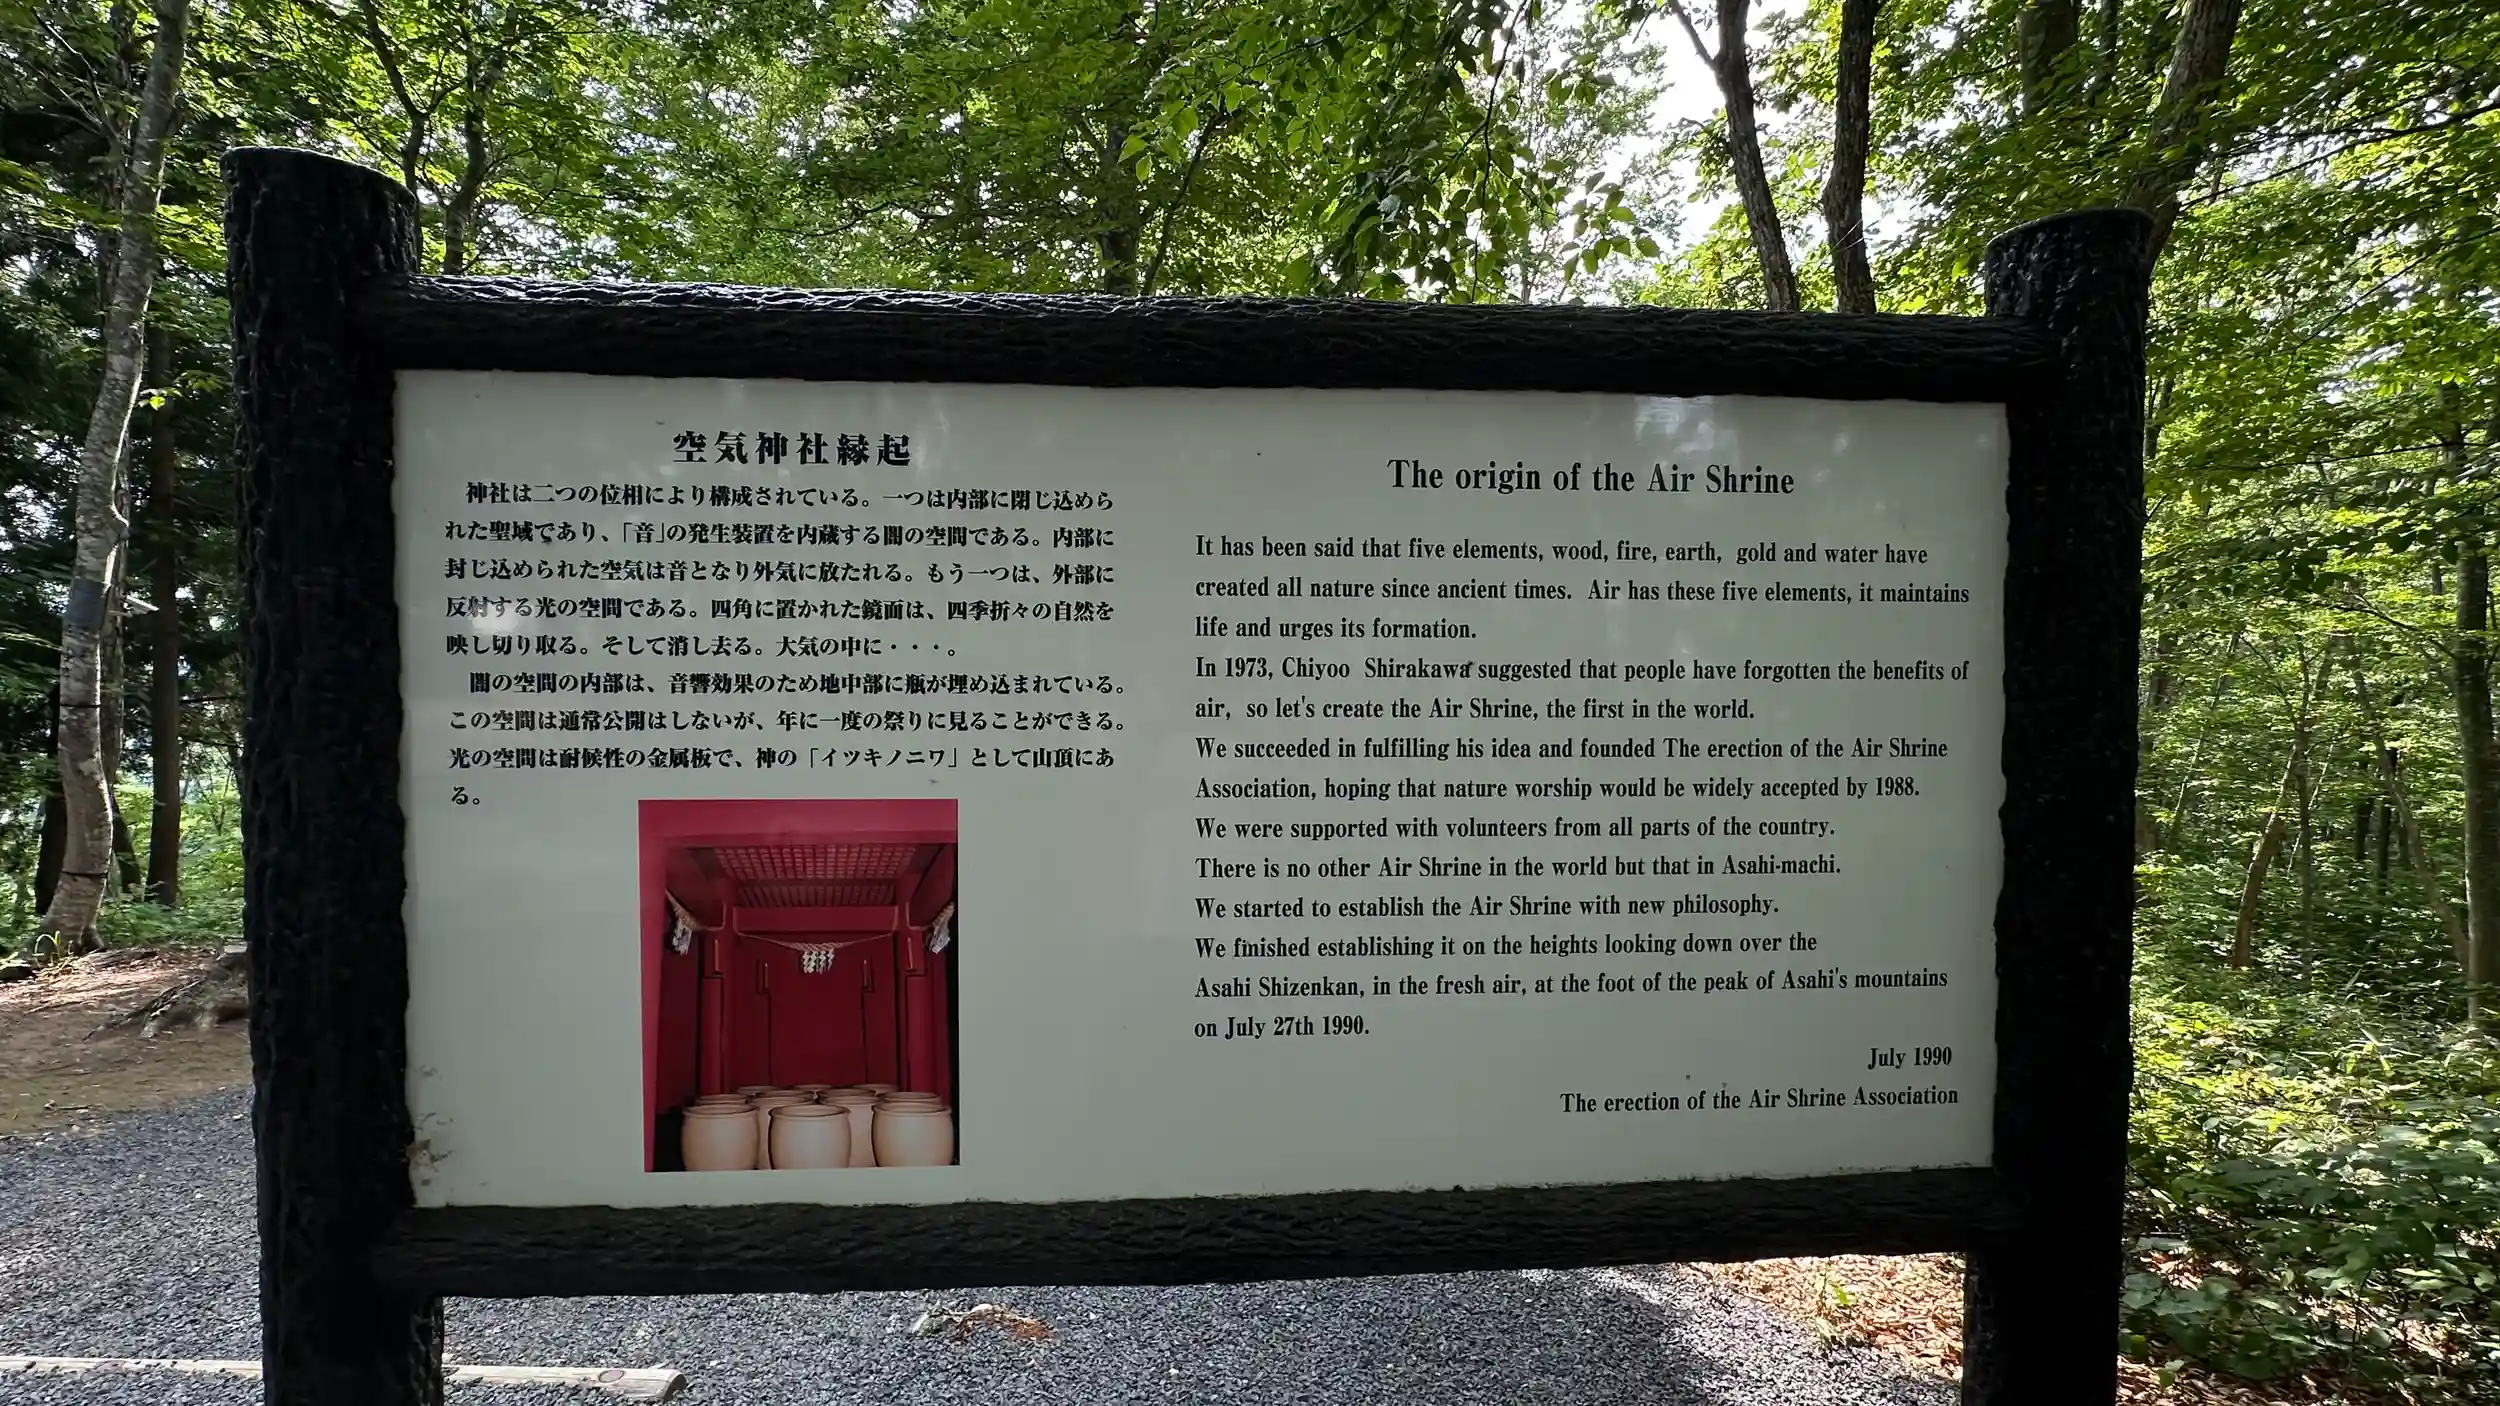 空気神社縁起
神社は二つの位相により構成されている。一つは内部に閉じ込めら
れた聖域であり、「音」の発生装置を内蔵する闇の空間である。内部に
封じ込められた空気は音となり外気に放たれる。もう一つは、外部に
反射する光の空間である。四角に置かれた鏡面は、四季折々の自然を
映し切り取る。そして消し去る。大気の中に・・・。
闇の空間の内部は、音響効果のため地中部に瓶が埋め込まれている。
この空間は通常公開はしないが、年に一度の祭りに見ることができる。
光の空間は耐候性の金属板で、神の「イツキノニワ」として山頂にあ
る。
The origin of the Air Shrine
It has been said that five elements, wood, fire, earth, gold and water have
created all nature since ancient times. Air has these five elements, it maintains
life and urges its formation.
In 1973, Chiyoo Shirakawa suggested that people have forgotten the benefits of
air, so let's create the Air Shrine, the first in the world.
We succeeded in fulfilling his idea and founded The erection of the Air Shrine
Association, hoping that nature worship would be widely accepted by 1988.
We were supported with volunteers from all parts of the country.
There is no other Air Shrine in the world but that in Asahi-machi.
We started to establish the Air Shrine with new philosophy.
We finished establishing it on the heights looking down over the
Asahi Shizenkan, in the fresh air, at the foot of the peak of Asahi's mountains
on July 27th 1990.
July 1990
The erection of the Air Shrine Association